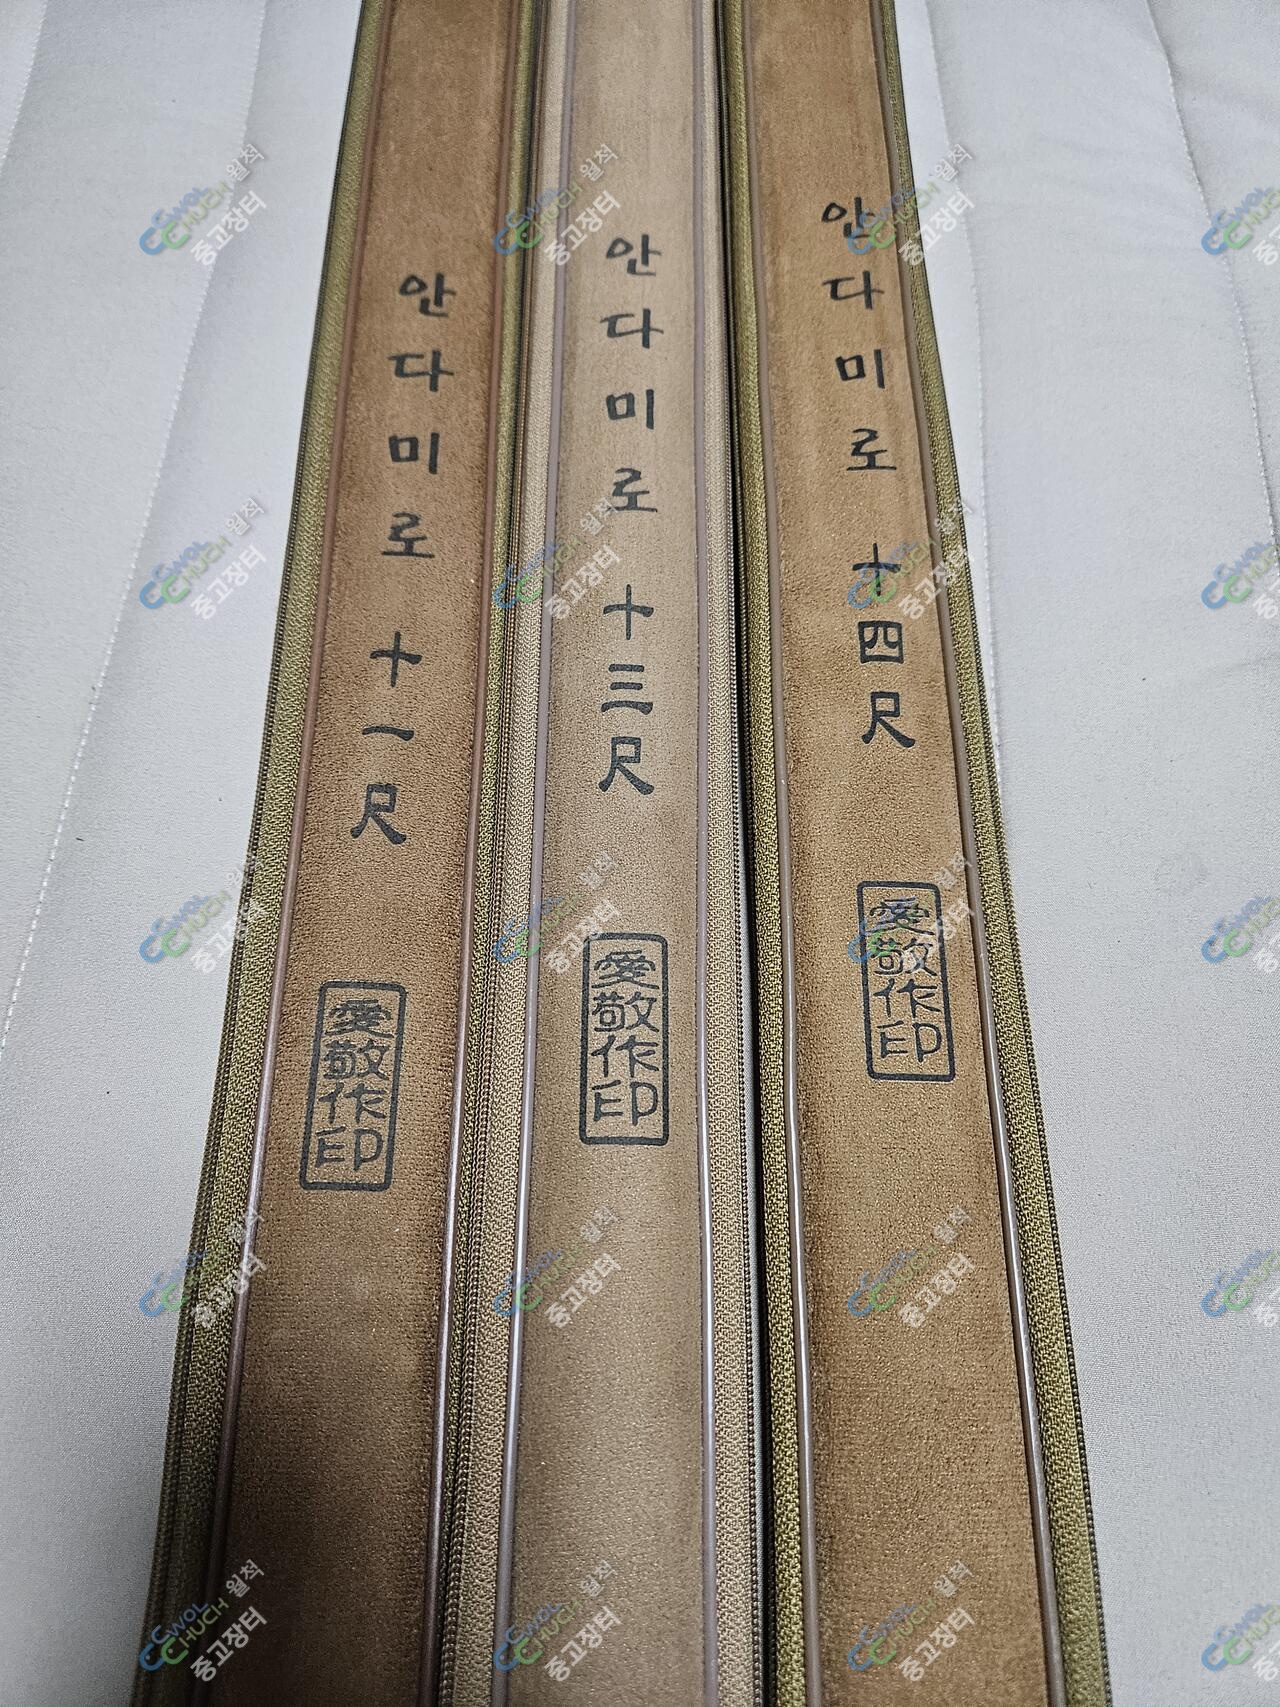 안다미로 十一尺
愛敬作印
안다미로 十三尺
愛敬作印
안다미로 十四尺
愛敬作印
CWOL CHUCH 월척 중고장터